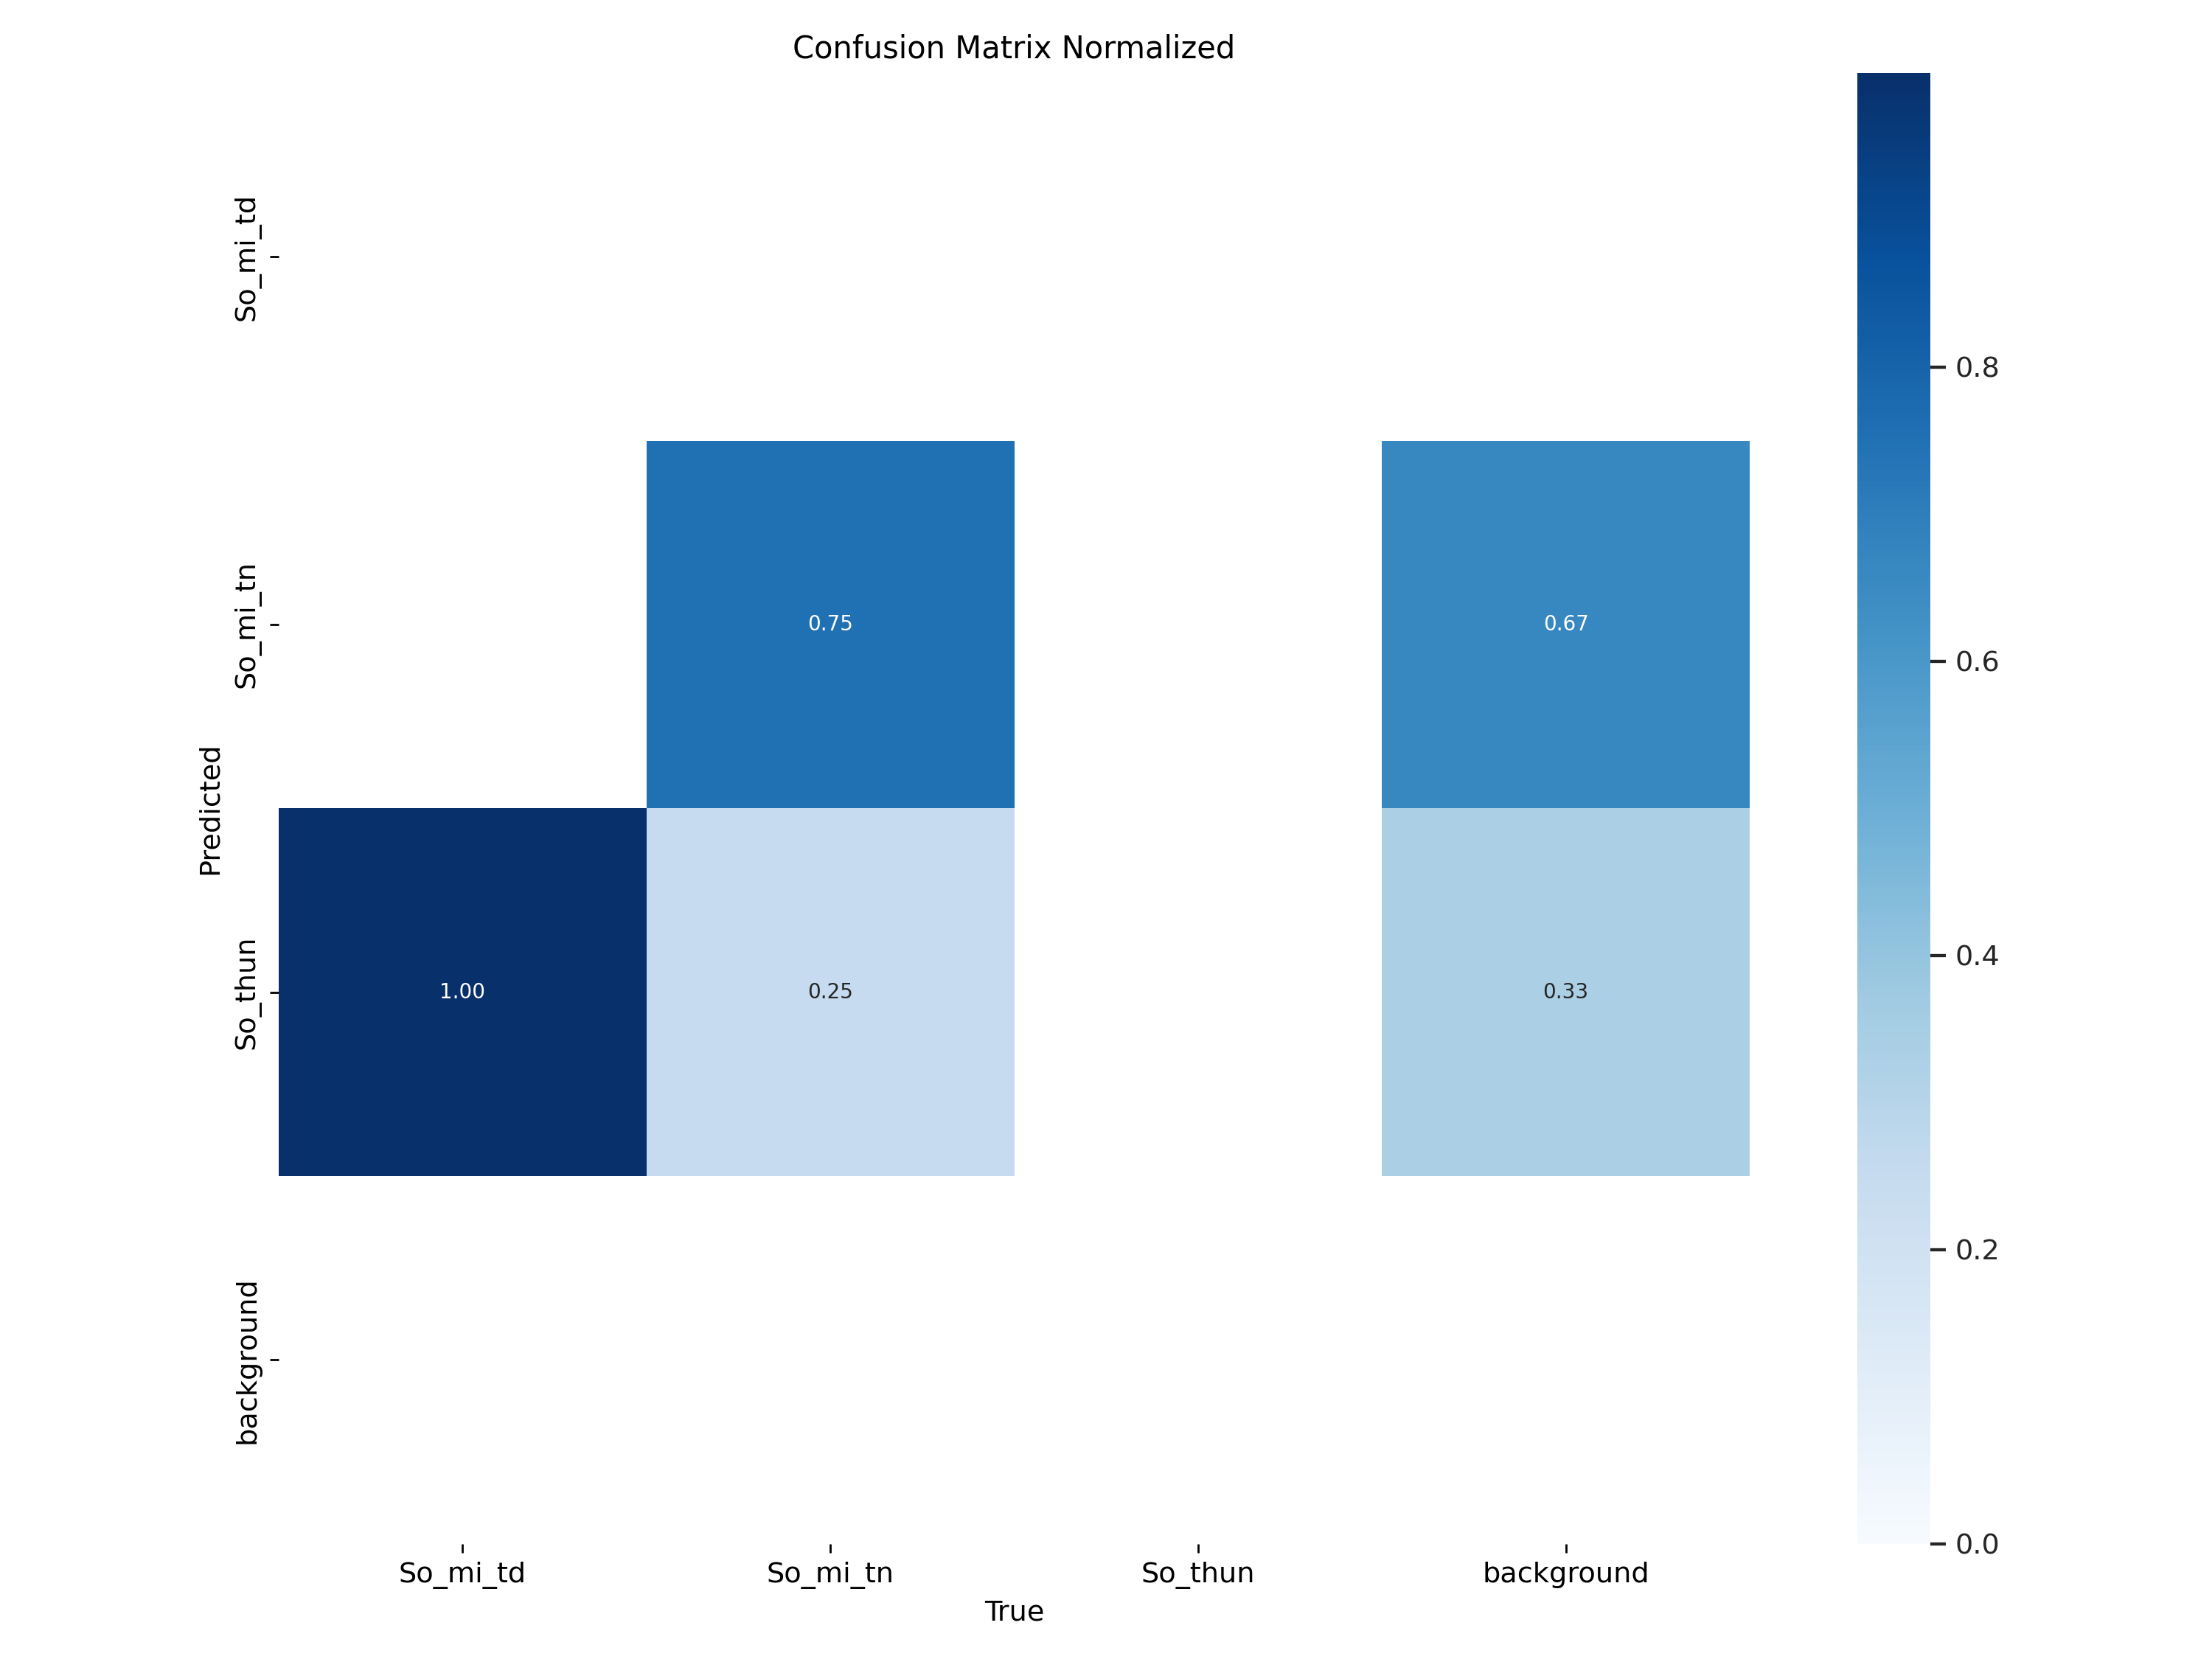 Confusion Matrix Normalized
So_mi_td
So_mi_tn
So_thun
background
Predicted
0.75
0.67
1.00
0.25
0.33
So_mi_td
So_mi_tn
So_thun
background
True
0.8
0.6
0.4
0.2
0.0